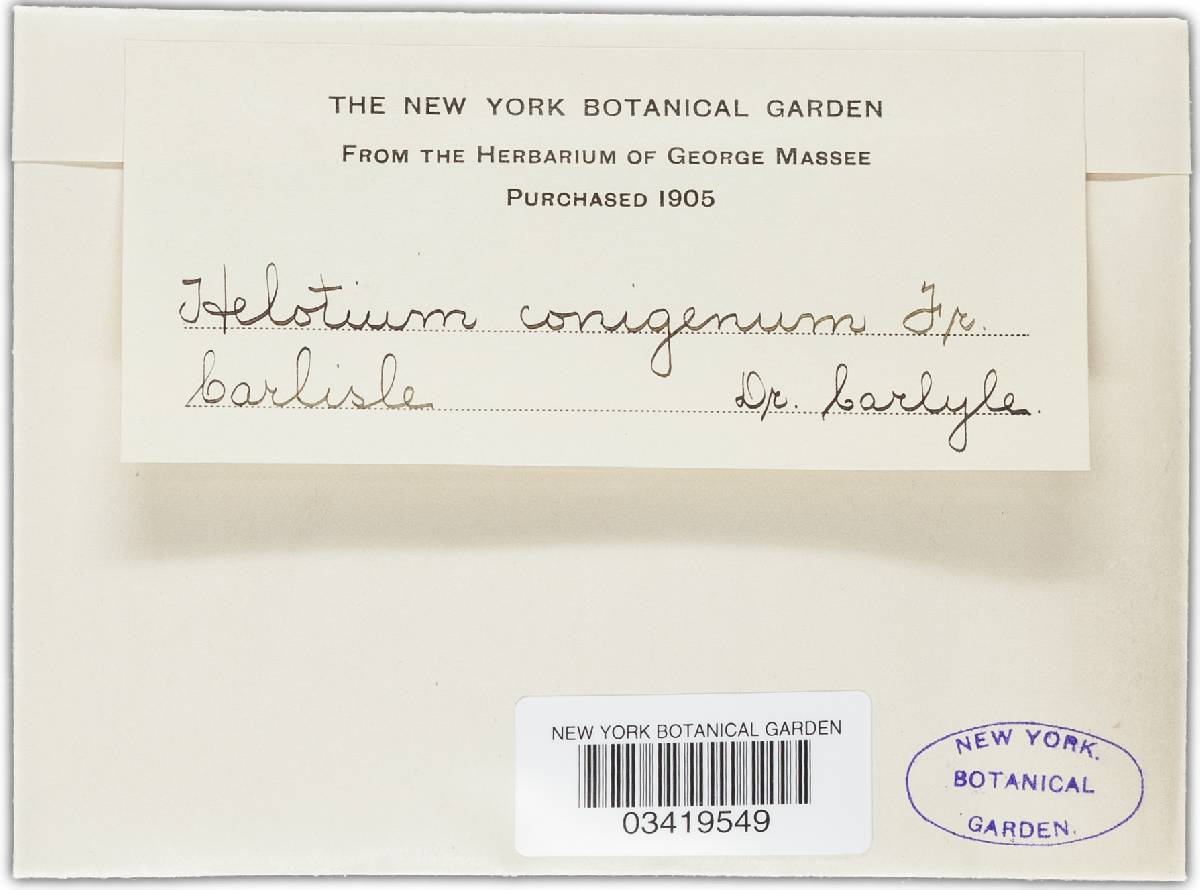 THE NEW YORK BOTANICAL GARDEN
FROM THE HERBARIUM OF GEORGE MASSEE
PURCHASED 1905
Helotium conigenum Fr.
Carlisle Dr. Carlyle.
NEW YORK BOTANICAL GARDEN
03419549
NEW YORK.
BOTANICAL
GARDEN.